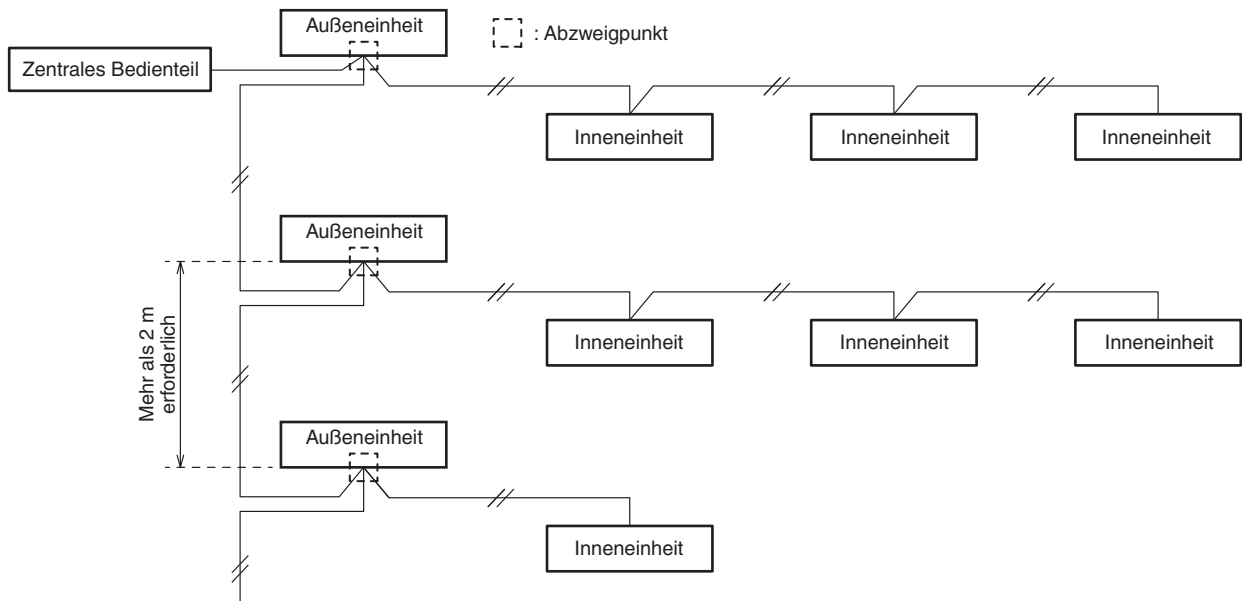 Außeneinheit
: Abzweigpunkt
Zentrales Bedienteil
Inneneinheit
Inneneinheit
Inneneinheit
Außeneinheit
Inneneinheit
Inneneinheit
Inneneinheit
Mehr als 2 m
erforderlich
Außeneinheit
Inneneinheit